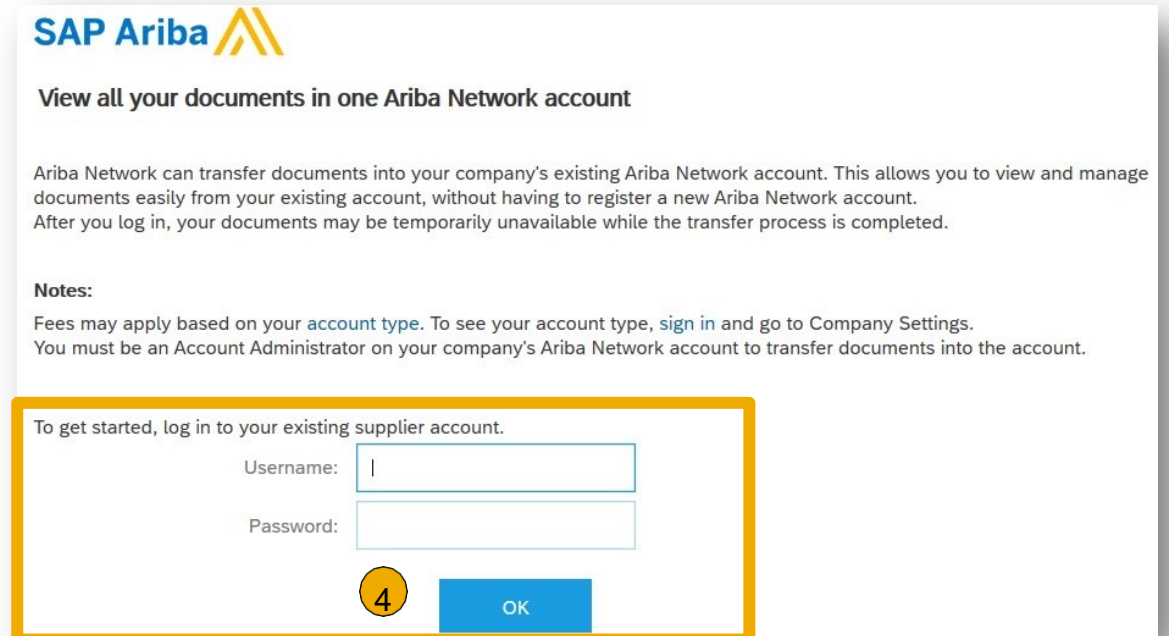 SAP Ariba
View all your documents in one Ariba Network account
Ariba Network can transfer documents into your company's existing Ariba Network account. This allows you to view and manage
documents easily from your existing account, without having to register a new Ariba Network account.
After you log in, your documents may be temporarily unavailable while the transfer process is completed.
Notes:
Fees may apply based on your account type. To see your account type, sign in and go to Company Settings.
You must be an Account Administrator on your company's Ariba Network account to transfer documents into the account.
To get started, log in to your existing supplier account.
Username:
Password:
4 OK